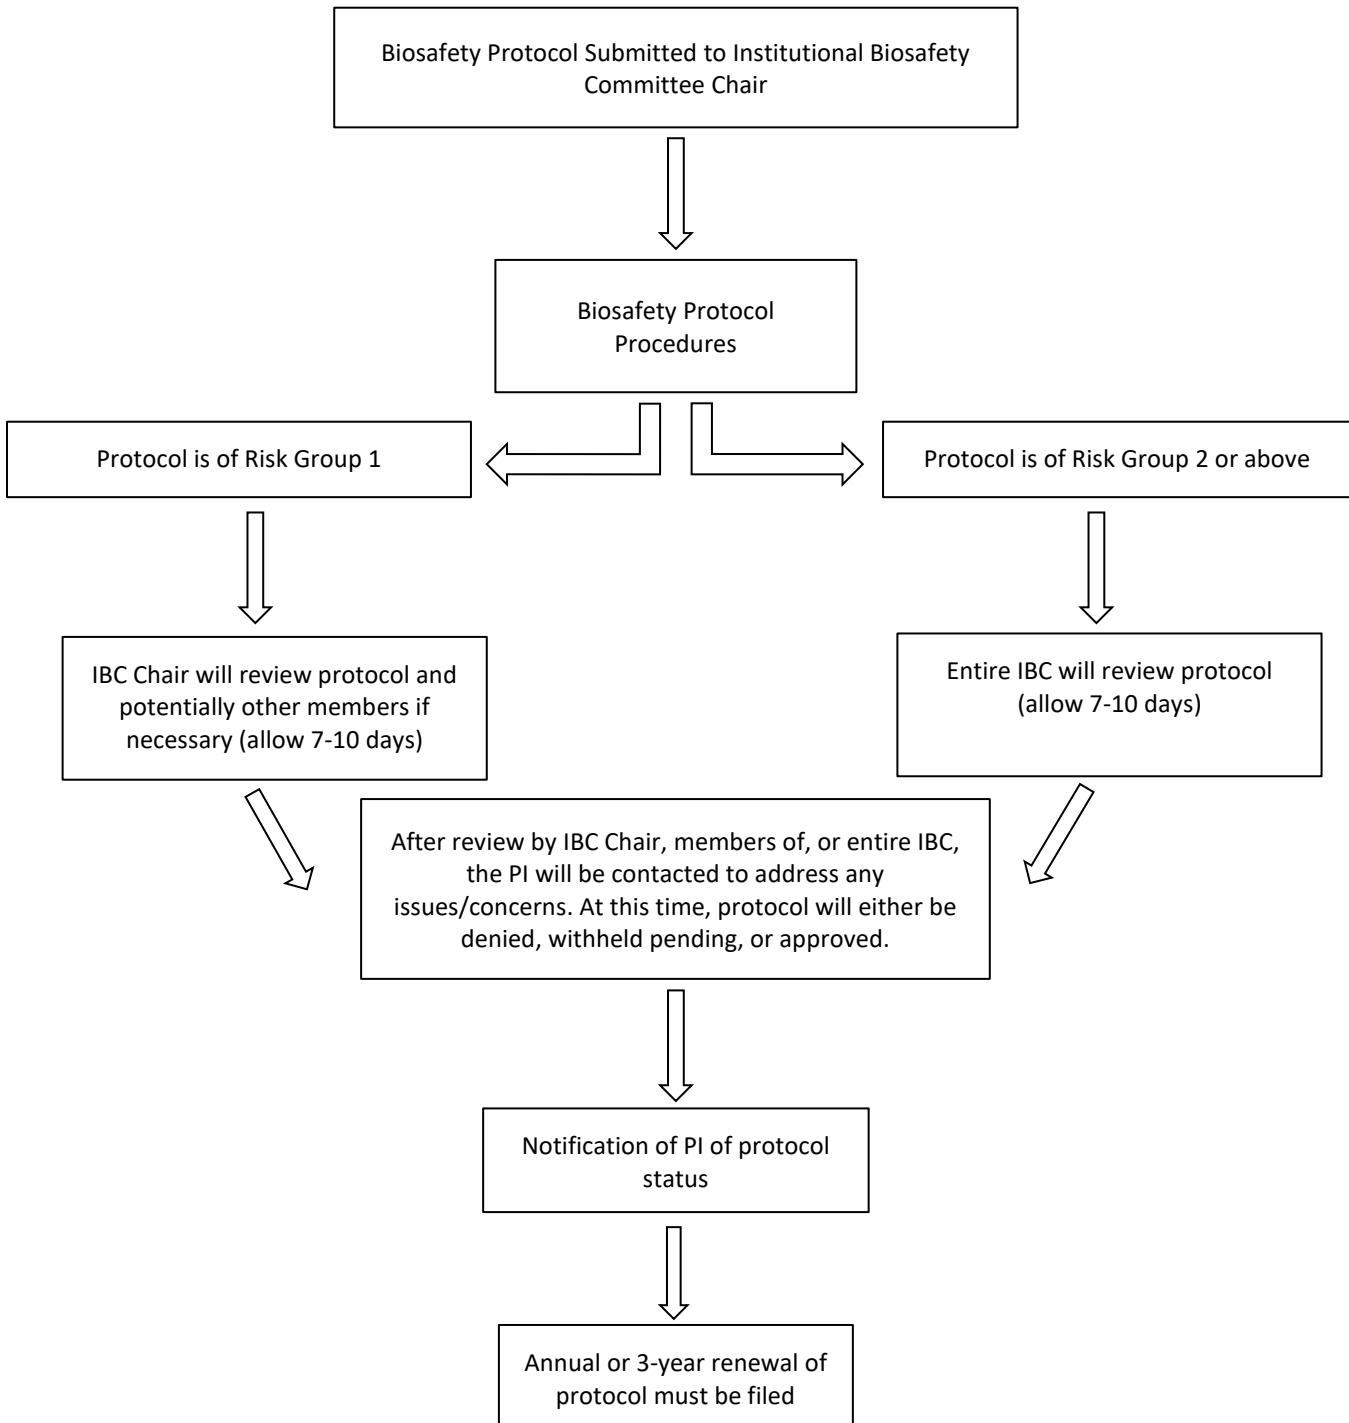 Biosafety Protocol Submitted to Institutional Biosafety
Committee Chair
Biosafety Protocol
Procedures
Protocol is of Risk Group 1
Protocol is of Risk Group 2 or above
IBC Chair will review protocol and
potentially other members if
necessary (allow 7-10 days)
Entire IBC will review protocol
(allow 7-10 days)
After review by IBC Chair, members of, or entire IBC,
the PI will be contacted to address any
issues/concerns. At this time, protocol will either be
denied, withheld pending, or approved.
Notification of PI of protocol
status
Annual or 3-year renewal of
protocol must be filed